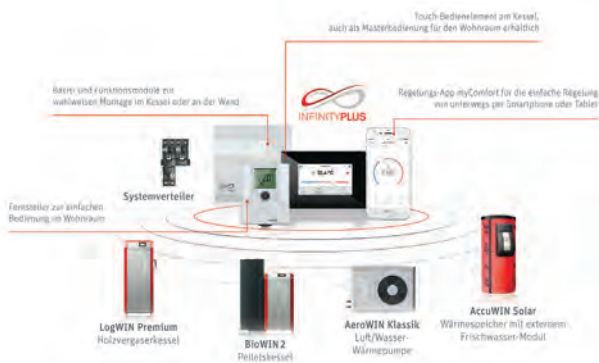 Touch-Bedienelement am Kessel,
auch als Masterbedienung für den Wohnraum erhältlich
Basis- und Funktionsmodule zur
wahlweisen Montage im Kessel oder an der Wand
INFINITYPLUS
Regelungs-App myComfort für die einfache Regelung
von unterwegs per Smartphone oder Tablet
Systemverteiler
Fernsteller zur einfachen
Bedienung im Wohnraum
LogWIN Premium
Holzvergaserkessel
BioWIN 2
Pelletskessel
AeroWIN Klassik
Luft/Wasser-
Wärmepumpe
AccuWIN Solar
Wärmespeicher mit externem
Frischwasser-Modul